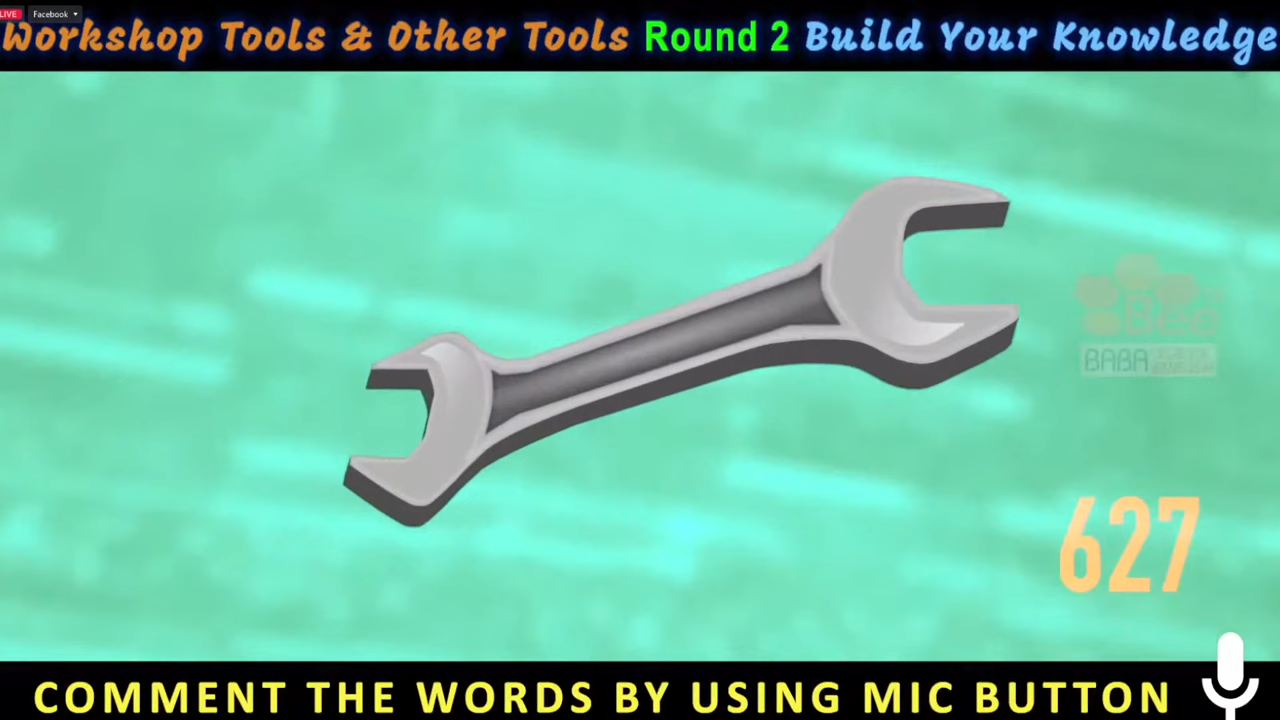 LIVE
Facebook
Workshop Tools & Other Tools Round 2 Build Your Knowledge
Bee
BABA
627
COMMENT THE WORDS BY USING MIC BUTTON